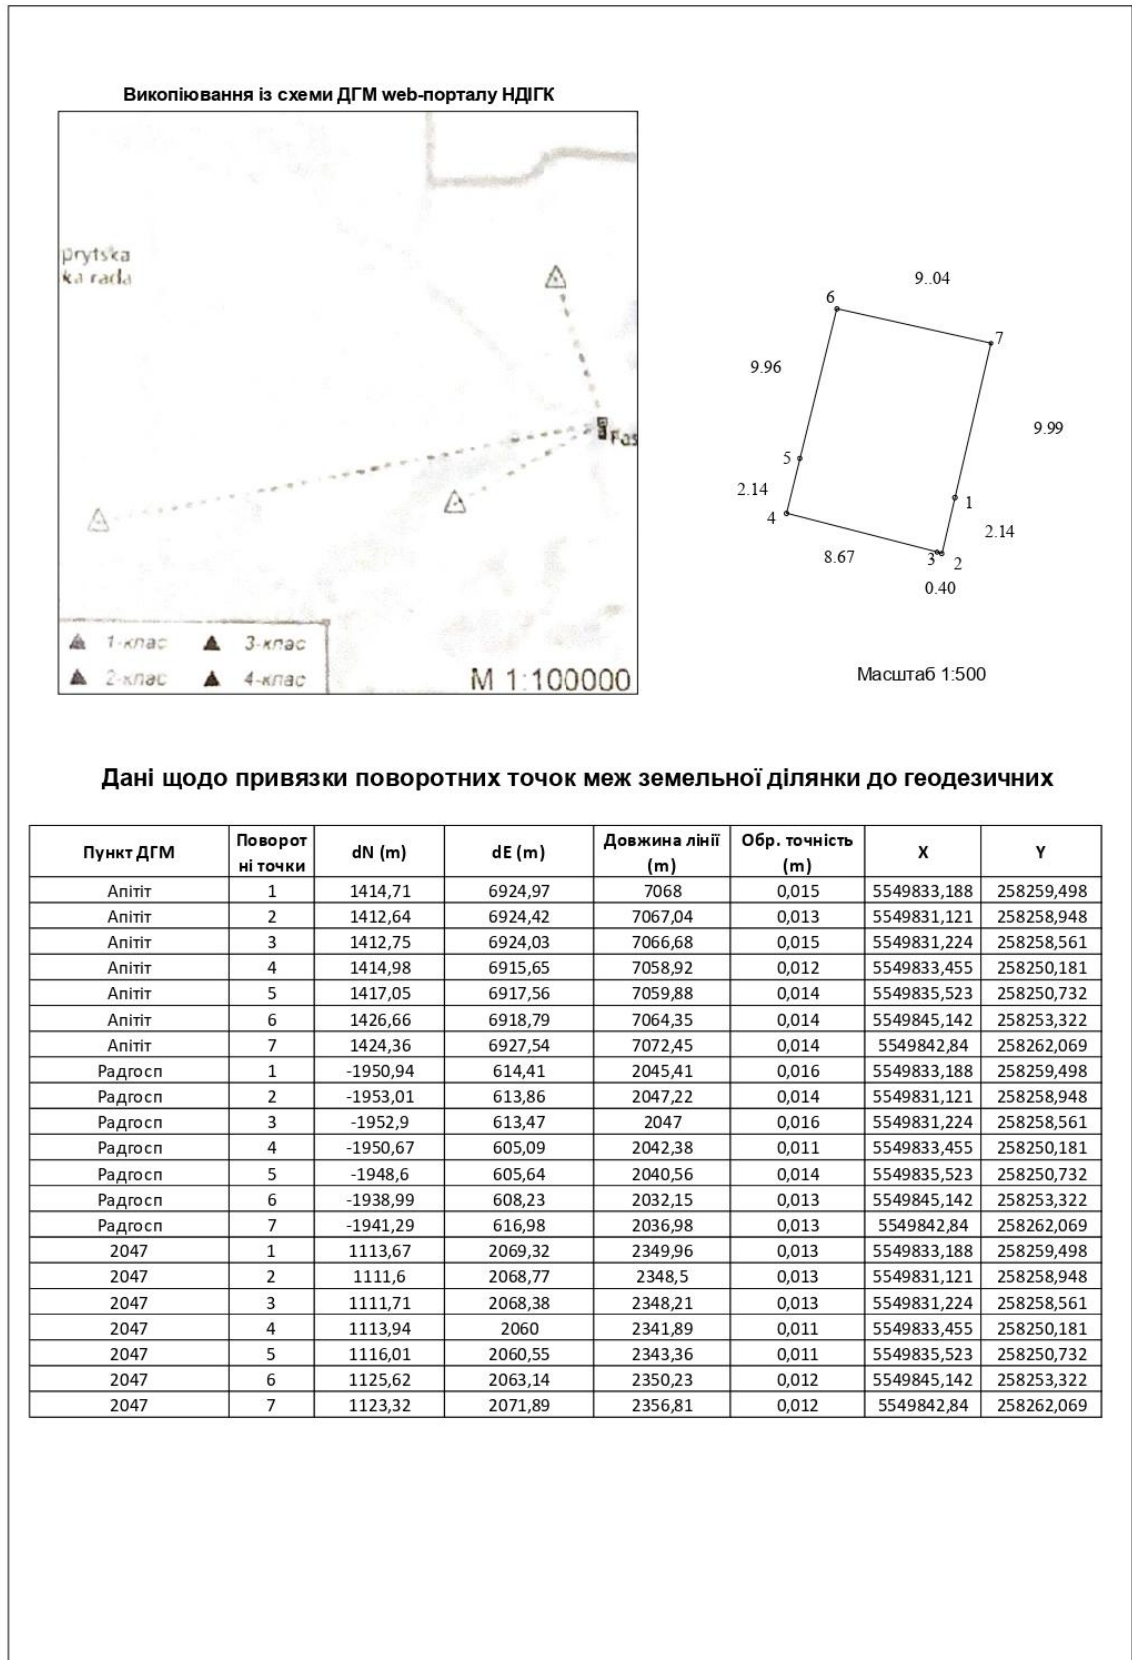 Викопіювання із схеми ДГМ web-порталу НДІГК
prytska
ka rada
Fas
1-клас 3-клас
2-клас 4-клас
М 1:100000
9..04
6
7
9.96
9.99
5
2.14
4
1
2.14
8.67
3
2
0.40
Масштаб 1:500
Дані щодо привязки поворотних точок меж земельної ділянки до геодезичних
Пункт ДГМ Поворот ні точки dN (m) dE (m) Довжина лінії (m) Обр. точність (m) X Y
Апітіт 1 1414,71 6924,97 7068 0,015 5549833,188 258259,498
Апітіт 2 1412,64 6924,42 7067,04 0,013 5549831,121 258258,948
Апітіт 3 1412,75 6924,03 7066,68 0,015 5549831,224 258258,561
Апітіт 4 1414,98 6915,65 7058,92 0,012 5549833,455 258250,181
Апітіт 5 1417,05 6917,56 7059,88 0,014 5549835,523 258250,732
Апітіт 6 1426,66 6918,79 7064,35 0,014 5549845,142 258253,322
Апітіт 7 1424,36 6927,54 7072,45 0,014 5549842,84 258262,069
Радгосп 1 -1950,94 614,41 2045,41 0,016 5549833,188 258259,498
Радгосп 2 -1953,01 613,86 2047,22 0,014 5549831,121 258258,948
Радгосп 3 -1952,9 613,47 2047 0,016 5549831,224 258258,561
Радгосп 4 -1950,67 605,09 2042,38 0,011 5549833,455 258250,181
Радгосп 5 -1948,6 605,64 2040,56 0,014 5549835,523 258250,732
Радгосп 6 -1938,99 608,23 2032,15 0,013 5549845,142 258253,322
Радгосп 7 -1941,29 616,98 2036,98 0,013 5549842,84 258262,069
2047 1 1113,67 2069,32 2349,96 0,013 5549833,188 258259,498
2047 2 1111,6 2068,77 2348,5 0,013 5549831,121 258258,948
2047 3 1111,71 2068,38 2348,21 0,013 5549831,224 258258,561
2047 4 1113,94 2060 2341,89 0,011 5549833,455 258250,181
2047 5 1116,01 2060,55 2343,36 0,011 5549835,523 258250,732
2047 6 1125,62 2063,14 2350,23 0,012 5549845,142 258253,322
2047 7 1123,32 2071,89 2356,81 0,012 5549842,84 258262,069